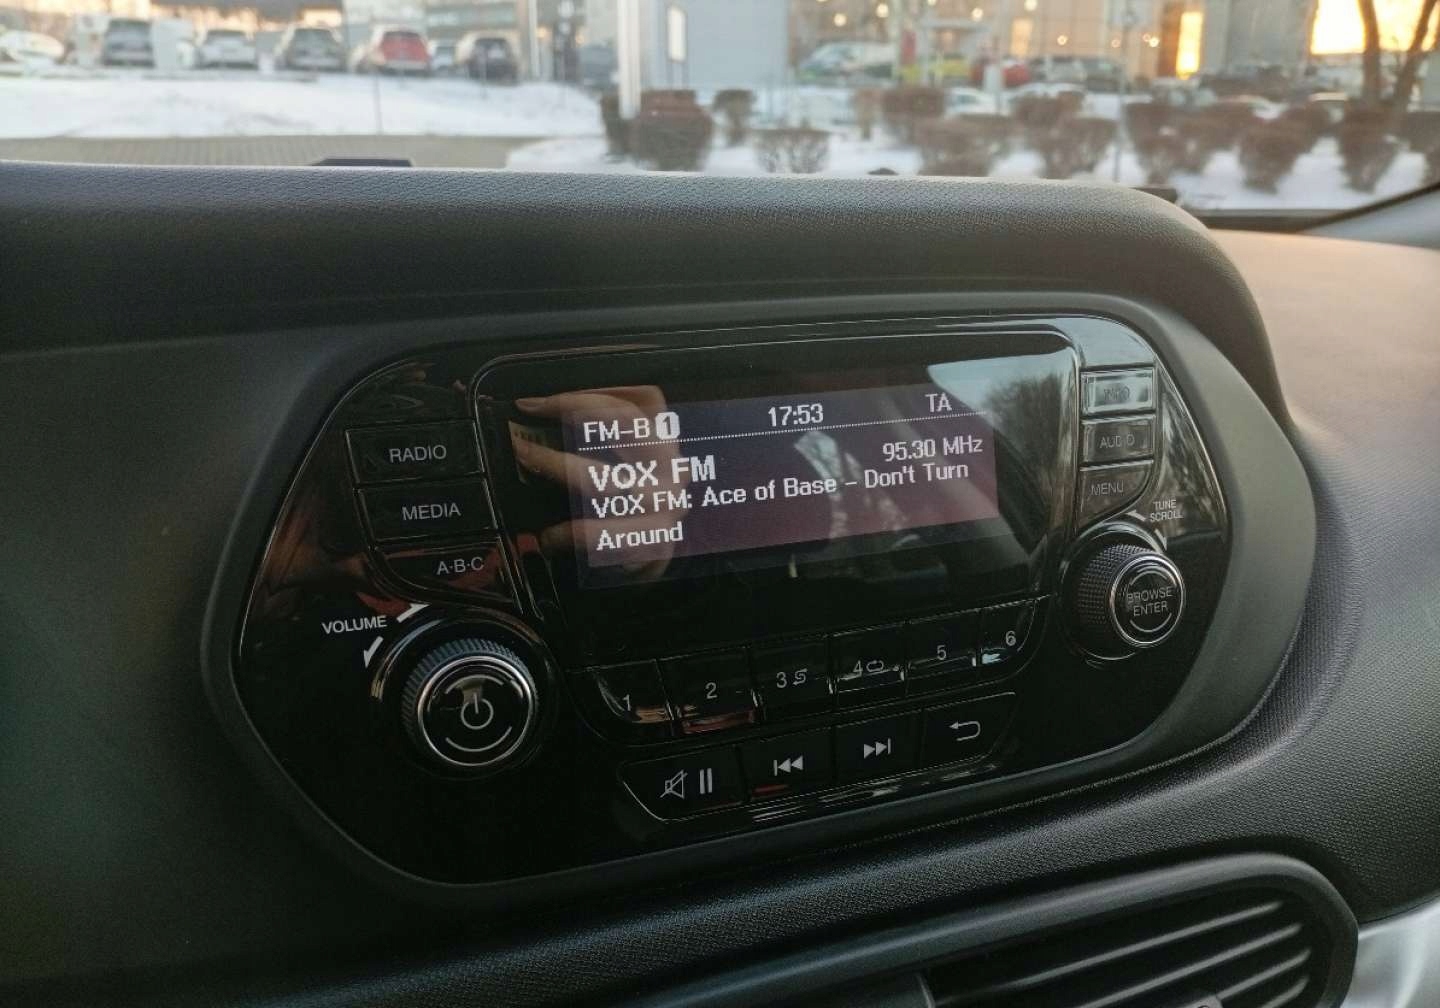 FM-B 1 17:53 TA
95.30 MHz
VOX FM
VOX FM: Ace of Base - Don't Turn
Around
RADIO
MEDIA
A·B·C
VOLUME
INFO
AUDIO
MENU
TUNE
SCROLL
BROWSE
ENTER
1 2 3 4 5 6